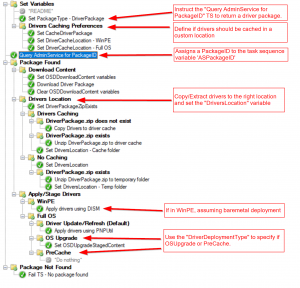 Set Variables
"README"
Set PackageType - DriverPackage
Drivers Caching Preferences
Set CacheDriverPackage
Set DriverCacheLocation - WinPE
Set DriverCacheLocation - Full OS
Query AdminService for PackageID
Package Found
Download Content
Set OSDDownloadContent variables
Download Driver Package
Clear OSDDownloadContent variables
Drivers Location
Set DriverPackageZipExists
Drivers Caching
DriverPackage.zip does not exist
Copy Drivers to driver cache
DriverPackage.zip exists
Unzip DriverPackage.zip to driver cache
Set DriversLocation - Cache folder
No Caching
Set DriversLocation
DriverPackage.zip exists
Unzip DriverPackage.zip to temporary folder
Set DriversLocation - Temp folder
Apply/Stage Drivers
WinPE
Apply drivers using DISM
Full OS
Driver Update/Refresh (Default)
Apply drivers using PNPUtil
OS Upgrade
Set OSDUpgradeStagedContent
PreCache
"Do nothing"
Package Not Found
Fail TS - No package found
Instruct the "Query AdminService for
PackageID" TS to return a driver package.
Define if drivers should be cached in a
custom location.
Assigns a PackageID to the task sequence
variable 'ASPackageID'
Copy/Extract drivers to the right location
and set the "DriversLocation" variable
If in WinPE, assuming baremetal deployment
Use the "DriverDeploymentType" to specify if
OSUpgrade or PreCache.